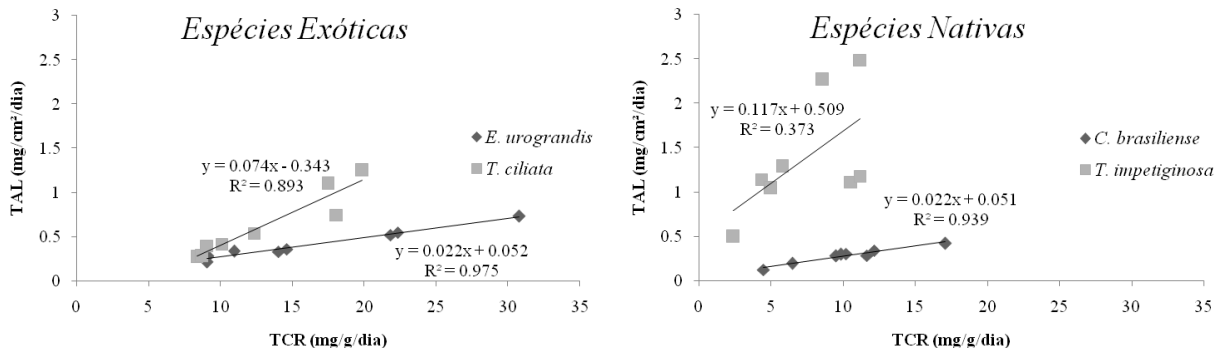 Espécies Exóticas
TAL (mg/cm²/dia)
3
2.5
2
1.5
1
0.5
0
y = 0.074x - 0.343
R² = 0.893
y = 0.022x + 0.052
R² = 0.975
E. urograndis
T. ciliata
5 10 15 20 25 30 35
TCR (mg/g/dia)
Espécies Nativas
TAL (mg/cm²/dia)
3
2.5
2
1.5
1
0.5
0
y = 0.117x + 0.509
R² = 0.373
y = 0.022x + 0.051
R² = 0.939
C. brasiliense
T. impetiginosa
0 5 10 15 20 25 30 35
TCR (mg/g/dia)